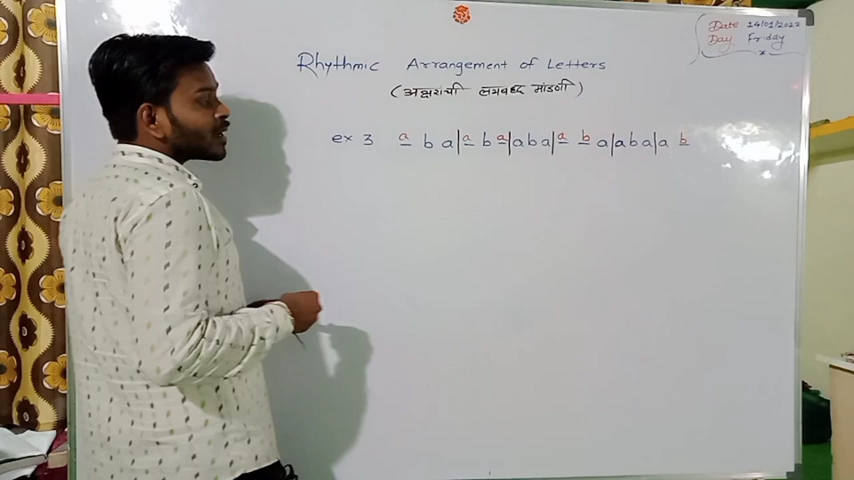 Date 14/01/2022
Day Friday
Rhythmic Arrangement of Letters
(अक्षरांची लयबद्ध मांडणी)
ex 3 a b a|a b a|a b a|a b a|a b a|a b